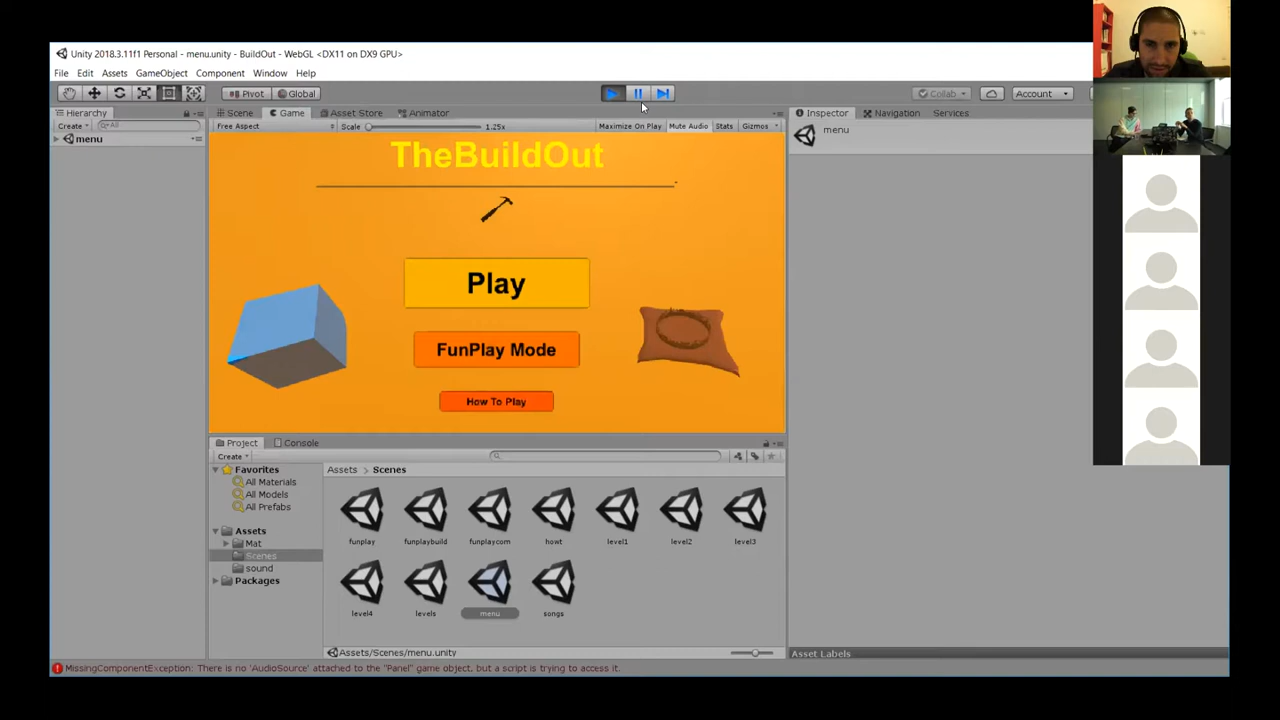 Unity 2018.3.11f1 Personal - menu.unity - BuildOut - WebGL <DX11 on DX9 GPU>
File Edit Assets GameObject Component Window Help
Pivot Global Collab Account
Hierarchy Scene Game Asset Store Animator Inspector Navigation Services
Create All Free Aspect Scale 1.25x Maximize On Play Mute Audio Stats Gizmos menu
menu
TheBuildOut
Play
FunPlay Mode
How To Play
Project Console
Create
Favorites Assets > Scenes
All Materials
All Models
All Prefabs
Assets
Mat
Scenes
sound
Packages
funplay funplaybuild funplaycom howt level1 level2 level3
level4 levels menu songs
Assets/Scenes/menu.unity Asset Labels
MissingComponentException: There is no 'AudioSource' attached to the "Panel" game object, but a script is trying to access it.